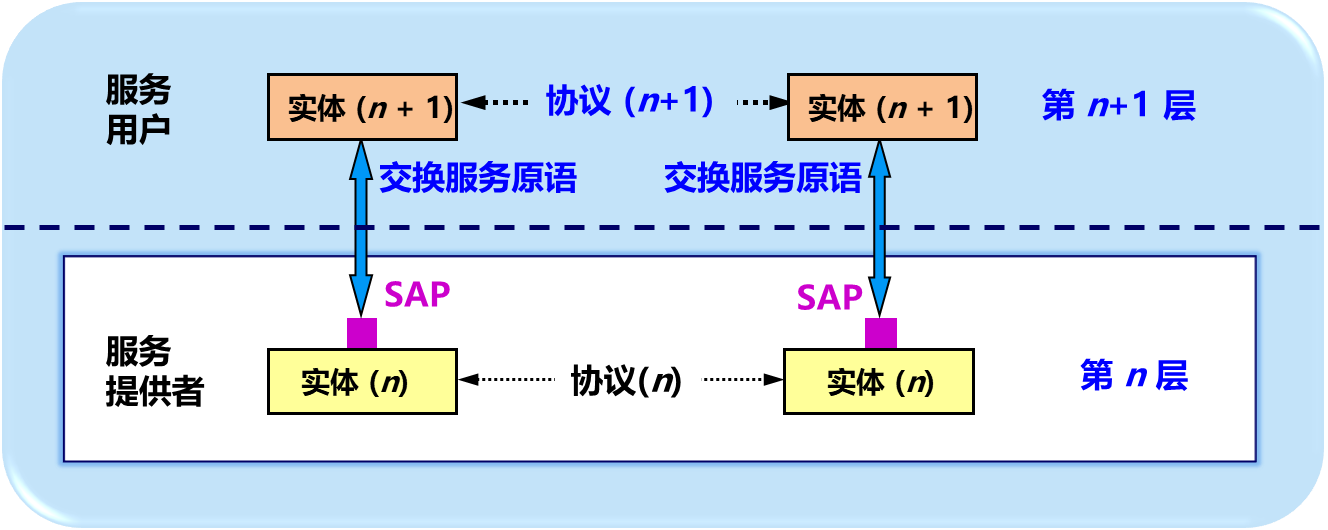 服务
用户
实体 (n + 1)
协议 (n+1)
实体 (n + 1)
第 n+1 层
交换服务原语
交换服务原语
SAP
SAP
服务
提供者
实体 (n)
协议(n)
实体 (n)
第 n 层